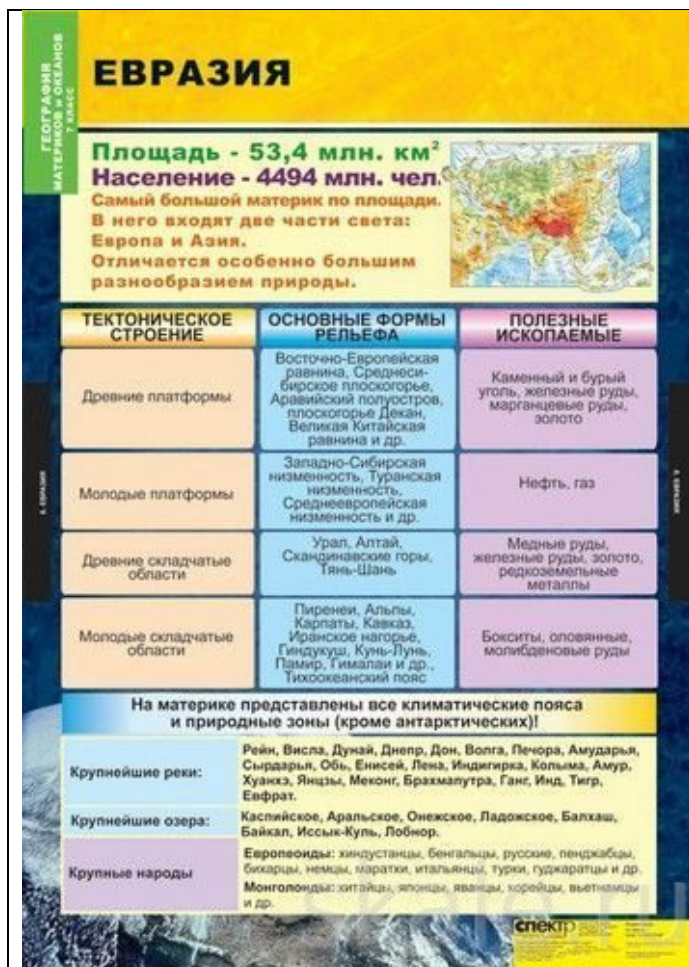 ГЕОГРАФИЯ
МАТЕРИКОВ и ОКЕАНОВ
7 КЛАСС
ЕВРАЗИЯ
Площадь - 53,4 млн. км²
Население - 4494 млн. чел.
Самый большой материк по площади.
В него входят две части света:
Европа и Азия.
Отличается особенно большим
разнообразием природы.
ТЕКТОНИЧЕСКОЕ
СТРОЕНИЕ
ОСНОВНЫЕ ФОРМЫ
РЕЛЬЕФА
ПОЛЕЗНЫЕ
ИСКОПАЕМЫЕ
Древние платформы
Восточно-Европейская
равнина, Среднеси-
бирское плоскогорье,
Аравийский полуостров,
плоскогорье Декан,
Великая Китайская
равнина и др.
Каменный и бурый
уголь, железные руды,
марганцевые руды,
золото
Молодые платформы
Западно-Сибирская
низменность, Туранская
низменность,
Среднеевропейская
низменность и др.
Нефть, газ
Древние складчатые
области
Урал, Алтай,
Скандинавские горы,
Тянь-Шань
Медные руды,
железные руды, золото,
редкоземельные
металлы
Молодые складчатые
области
Пиренеи, Альпы,
Карпаты, Кавказ,
Иранское нагорье,
Гиндукуш, Кунь-Лунь,
Памир, Гималаи и др.,
Тихоокеанский пояс
Бокситы, оловянные,
молибденовые руды
На материке представлены все климатические пояса
и природные зоны (кроме антарктических)!
Крупнейшие реки:
Рейн, Висла, Дунай, Днепр, Дон, Волга, Печора, Амударья,
Сырдарья, Обь, Енисей, Лена, Индигирка, Колыма, Амур,
Хуанхэ, Янцзы, Меконг, Брахмапутра, Ганг, Инд, Тигр,
Евфрат.
Крупнейшие озера:
Каспийское, Аральское, Онежское, Ладожское, Балхаш,
Байкал, Иссык-Куль, Лобнор.
Крупные народы
Европеоиды: хиндустанцы, бенгальцы, русские, пенджабцы,
бихарцы, немцы, маратки, итальянцы, турки, гуджаратцы и др.
Монголоиды: китайцы, японцы, яванцы, корейцы, вьетнамцы
и др.
спектр